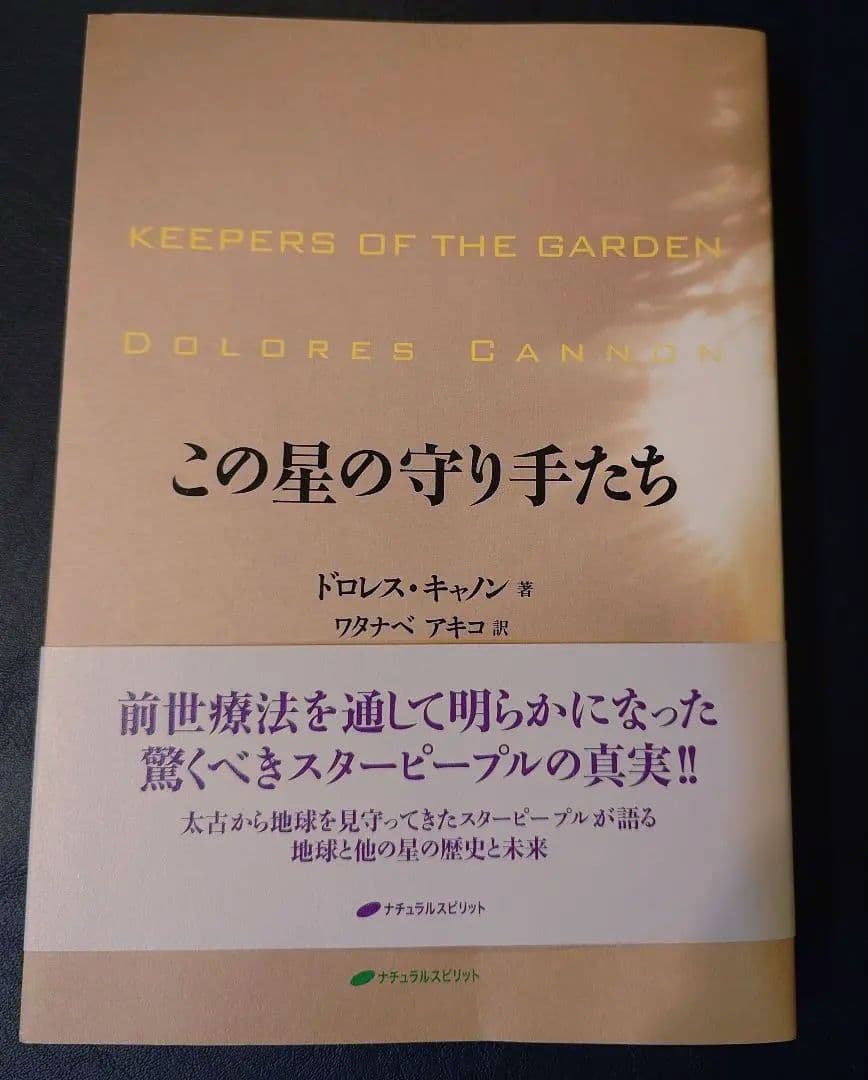 KEEPERS OF THE GARDEN
DOLORES CANNON
この星の守り手たち
ドロレス・キャノン 著
ワタナベ アキコ 訳
前世療法を通して明らかになった
驚くべきスターピープルの真実!!
太古から地球を見守ってきたスターピープルが語る
地球と他の星の歴史と未来
ナチュラルスピリット
ナチュラルスピリット